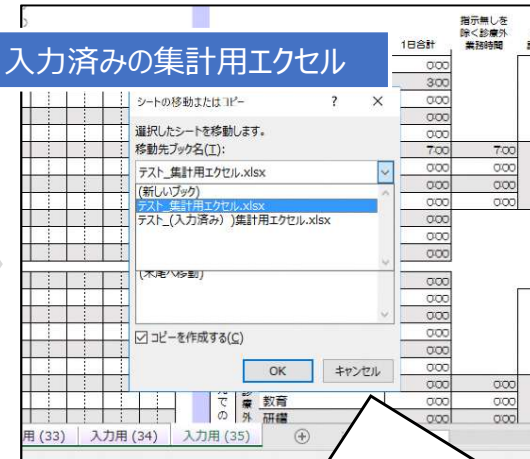 指示無しを
除く診療外
業務時間
1日合計
入力済みの集計用エクセル
0:00
3:00
シートの移動またはコピー ? ×
0:00
0:00
選択したシートを移動します。
0:00
移動先ブック名(T):
7:00 7:00
テスト_集計用エクセル.xlsx
0:00 0:00
(新しいブック)
0:00 0:00
テスト_集計用エクセル.xlsx
0:00 0:00
テスト_(入力済み) )集計用エクセル.xlsx
0:00
0:00
0:00
(末尾へ移動)
0:00
0:00
0:00
コピーを作成する(C)
0:00
0:00
OK キャンセル
0:00
0:00 0:00
で 療 教育
0:00 0:00
の 外 研鑽
0:00 0:00
用 (33) 入力用 (34) 入力用 (35)